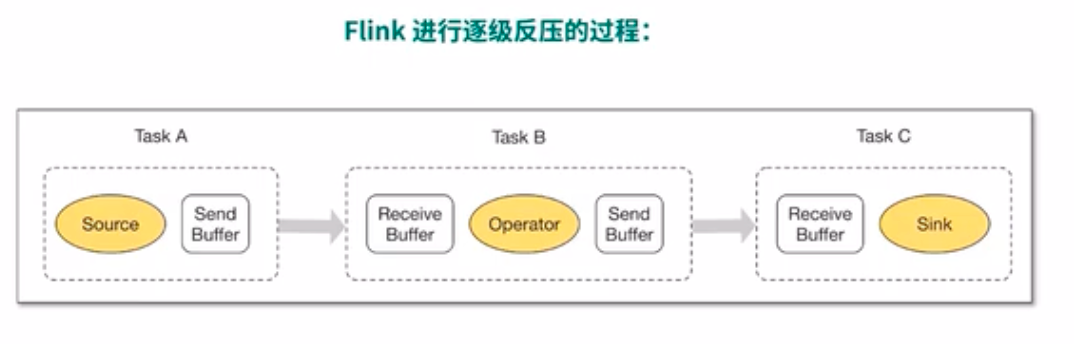 Flink 进行逐级反压的过程：
Task A
Task B
Task C
Source
Send
Buffer
Receive
Buffer
Operator
Send
Buffer
Receive
Buffer
Sink